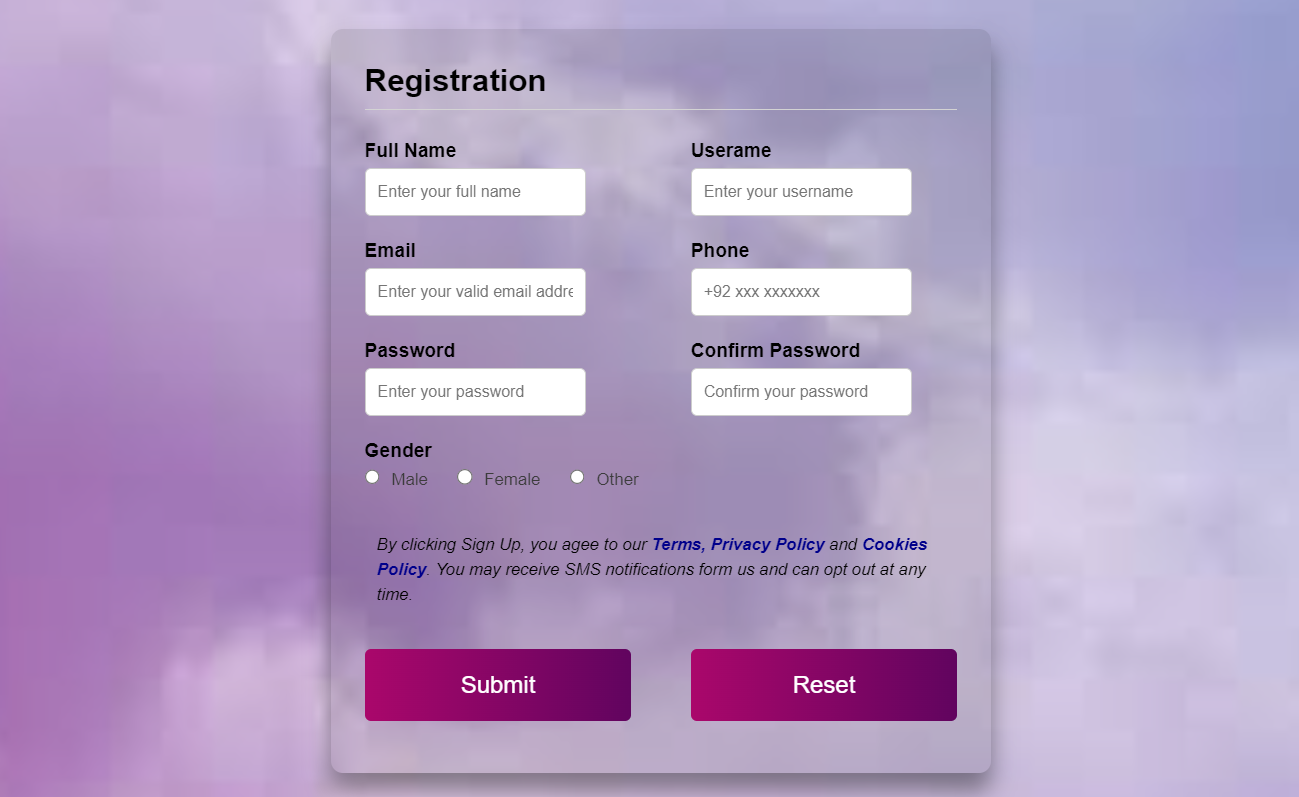 Registration
Full Name
Userame
Enter your full name
Enter your username
Email
Phone
Enter your valid email addre
+92 xxx xxxxxxx
Password
Confirm Password
Enter your password
Confirm your password
Gender
Male
Female
Other
By clicking Sign Up, you agee to our Terms, Privacy Policy and Cookies
Policy. You may receive SMS notifications form us and can opt out at any
time.
Submit
Reset